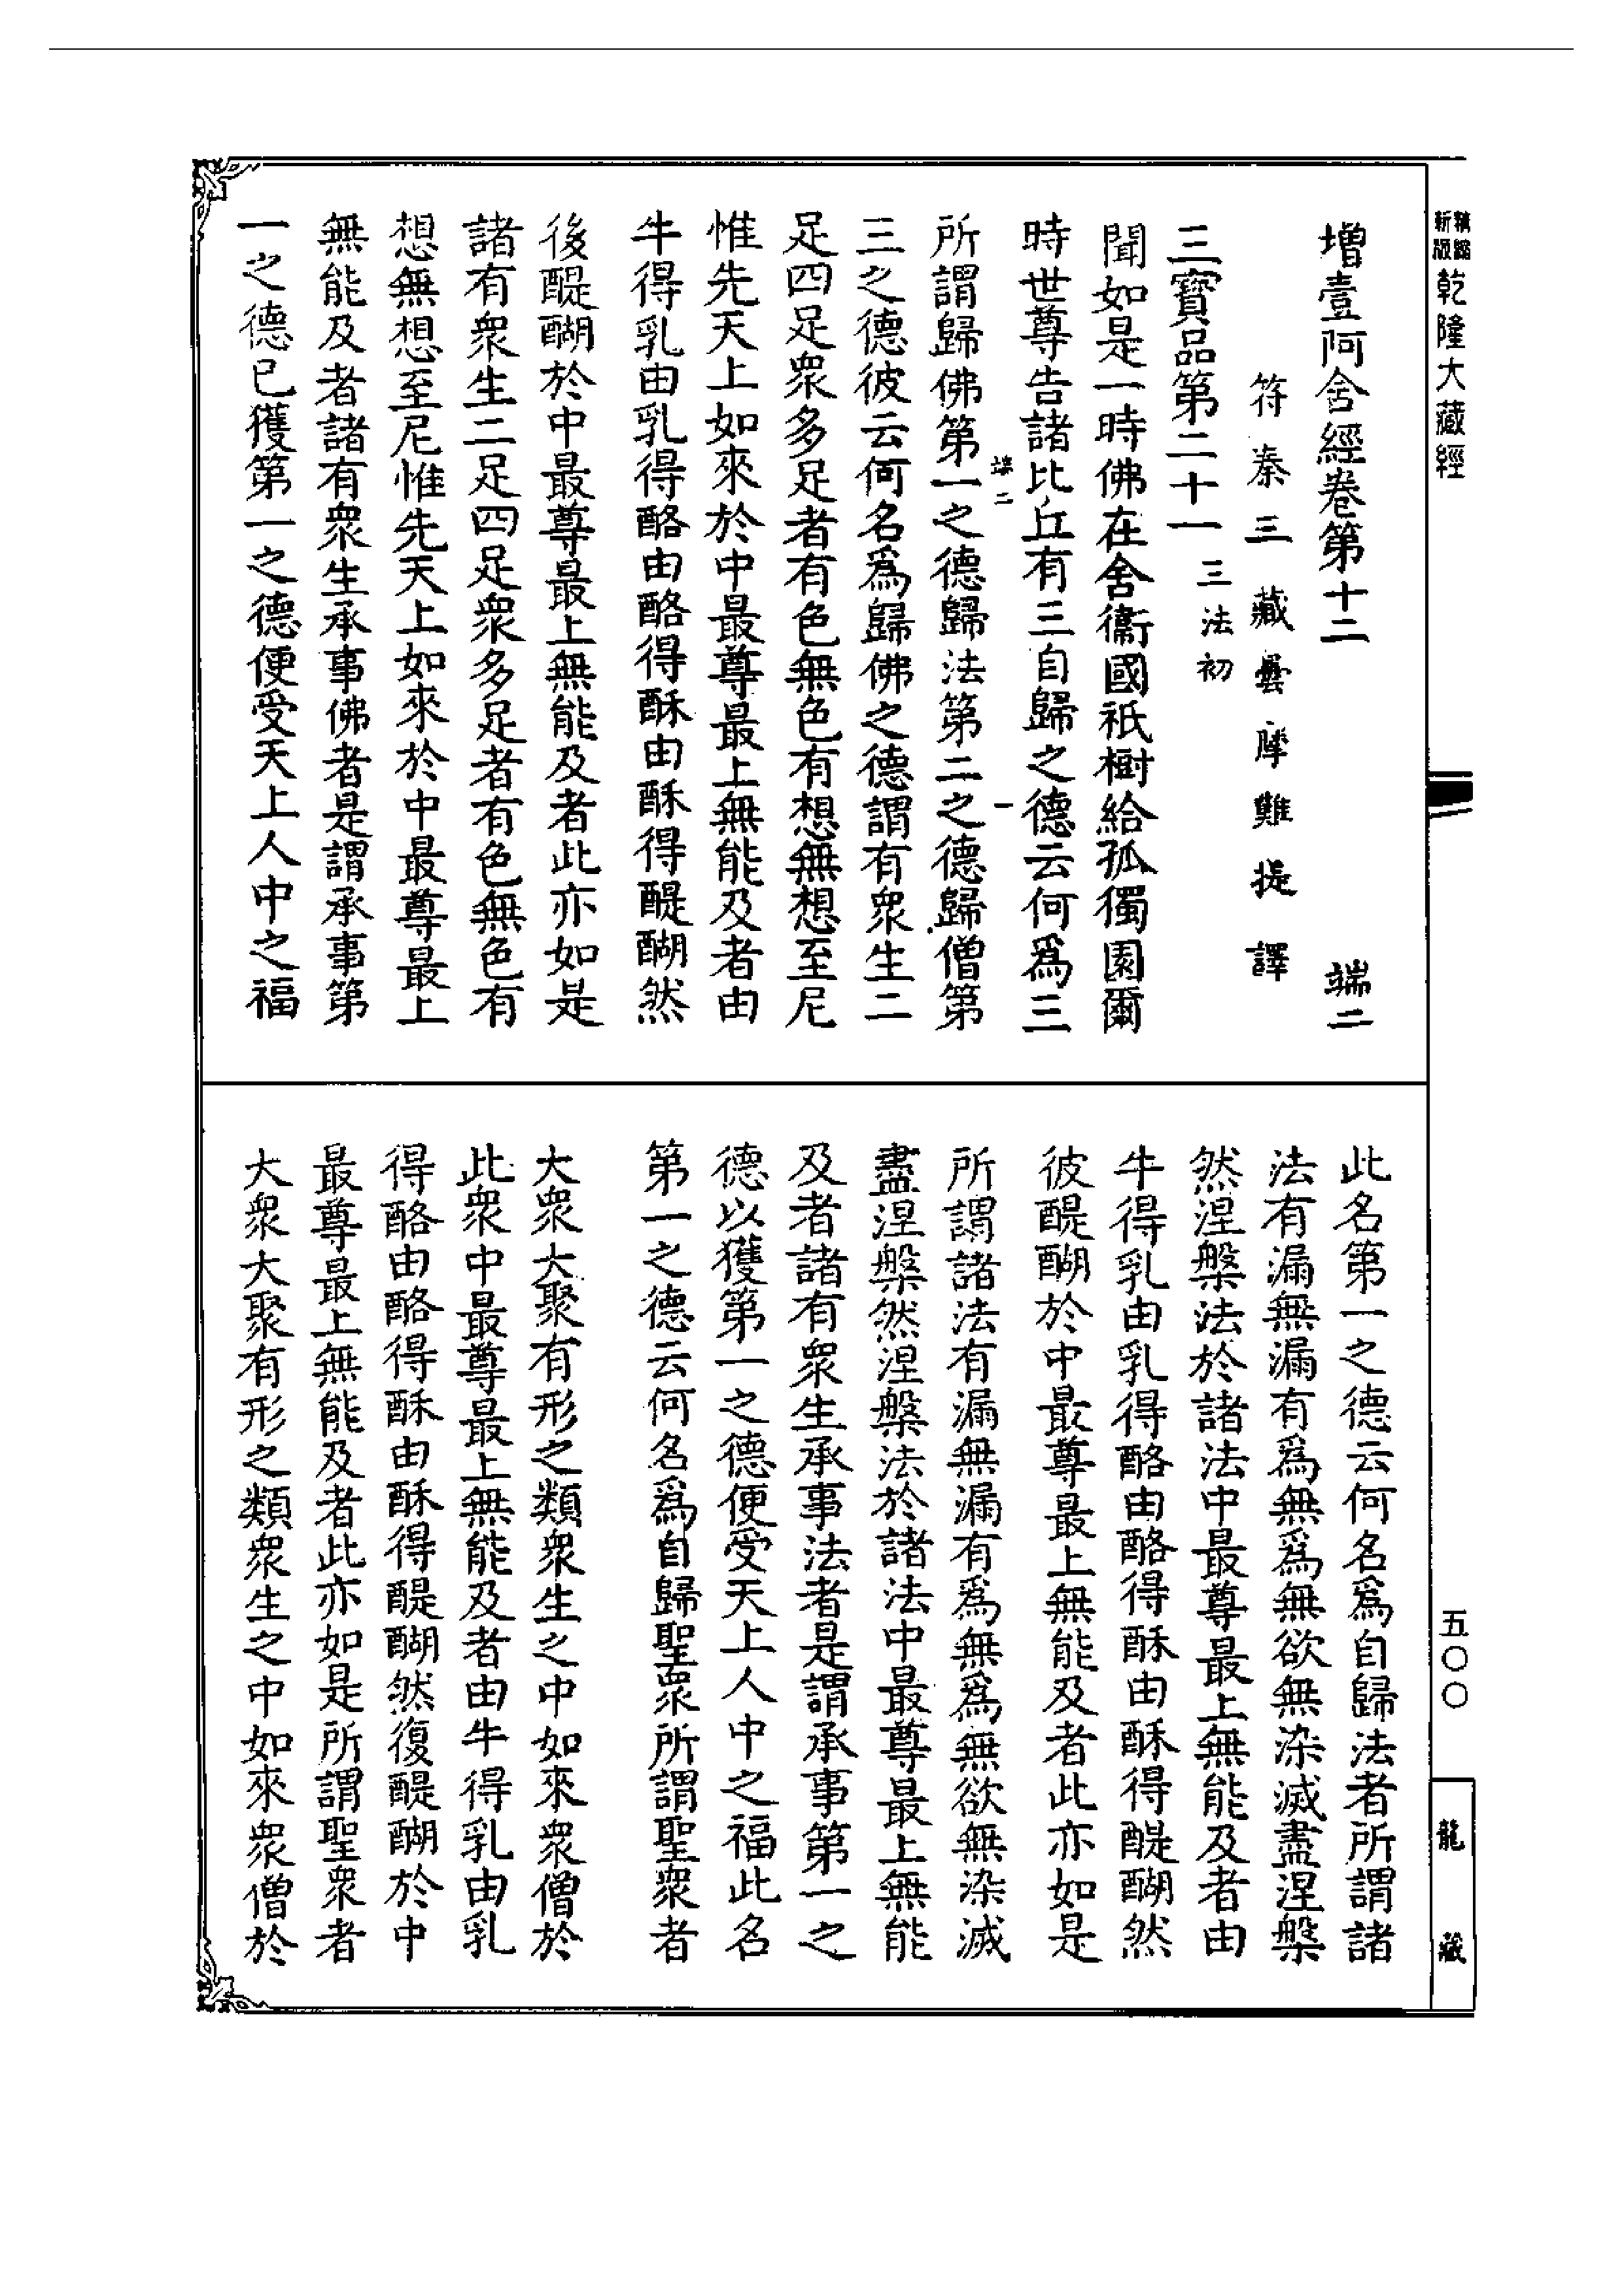 精縮新版
乾隆大藏經
五〇〇
龍藏
增壹阿舍經卷第十二　端二
符秦三藏曇摩難提譯
三寶品第二十一三法初
聞如是一時佛在舍衞國祇樹給孤獨園爾
時世尊告諸比丘有三自歸之德云何爲三
端二　一
所謂歸佛第一之德歸法第二之德歸僧第
三之德彼云何名爲歸佛之德謂有衆生二
足四足衆多足者有色無色有想無想至尼
惟先天上如來於中最尊最上無能及者由
牛得乳由乳得酪由酪得酥由酥得醍醐然
後醍醐於中最尊最上無能及者此亦如是
諸有衆生二足四足衆多足者有色無色有
想無想至尼惟先天上如來於中最尊最上
無能及者諸有衆生承事佛者是謂承事第
一之德已獲第一之德便受天上人中之福
此名第一之德云何名爲自歸法者所謂諸
法有漏無漏有爲無爲無欲無染滅盡涅槃
然涅槃法於諸法中最尊最上無能及者由
牛得乳由乳得酪由酪得酥由酥得醍醐然
彼醍醐於中最尊最上無能及者此亦如是
所謂諸法有漏無漏有爲無爲無欲無染滅
盡涅槃然涅槃法於諸法中最尊最上無能
及者諸有衆生承事法者是謂承事第一之
德以獲第一之德便受天上人中之福此名
第一之德云何名爲自歸聖衆所謂聖衆者
大衆大聚有形之類衆生之中如來衆僧於
此衆中最尊最上無能及者由牛得乳由乳
得酪由酪得酥由酥得醍醐然復醍醐於中
最尊最上無能及者此亦如是所謂聖衆者
大衆大聚有形之類衆生之中如來衆僧於